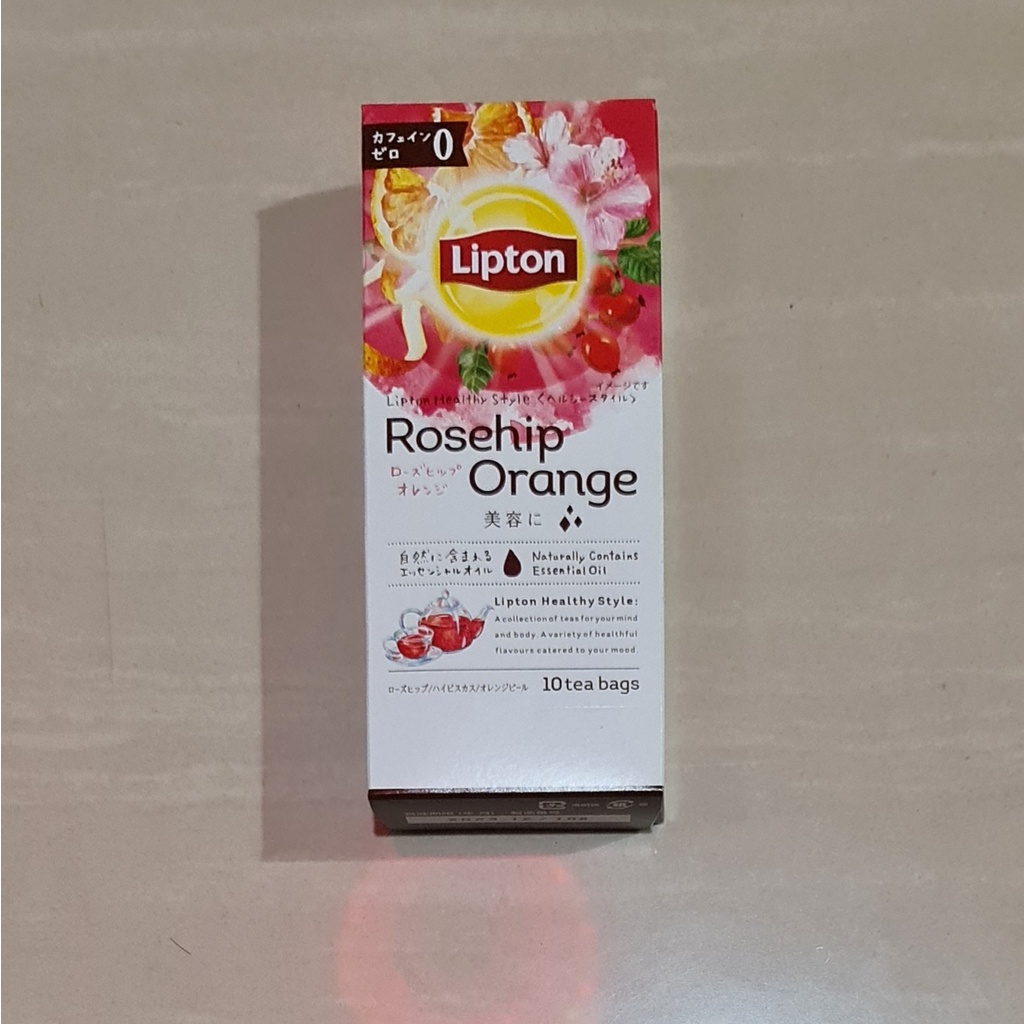 カフェイン
ゼロ 0
Lipton
イメージです
Lipton Healthy Style <ヘルシースタイル>
Rosehip
ローズヒップ
オレンジ
Orange
美容に
自然に含まれる
エッセンシャルオイル
Naturally Contains
Essential Oil
Lipton Healthy Style:
A collection of teas for your mind
and body. A variety of healthful
flavours catered to your mood.
ローズヒップ/ハイビスカス/オレンジピール 10 tea bags